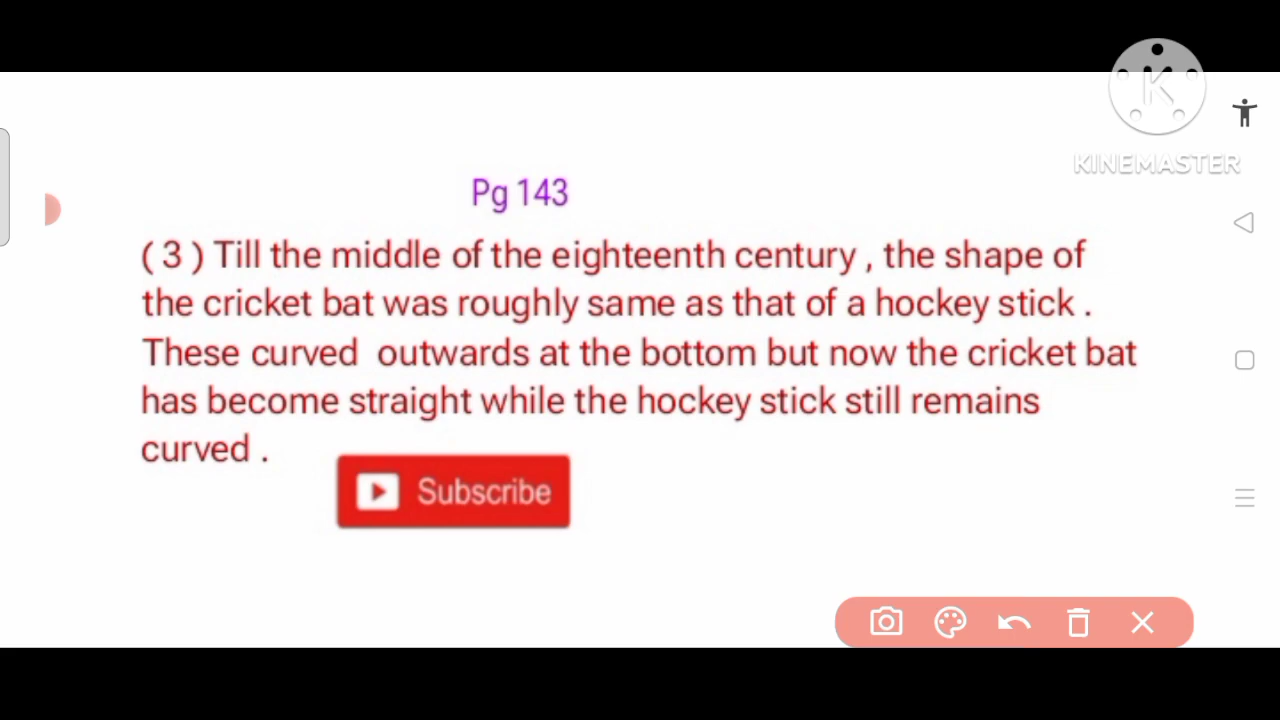 KINEMASTER
Pg 143
( 3 ) Till the middle of the eighteenth century , the shape of
the cricket bat was roughly same as that of a hockey stick .
These curved outwards at the bottom but now the cricket bat
has become straight while the hockey stick still remains
curved .
Subscribe